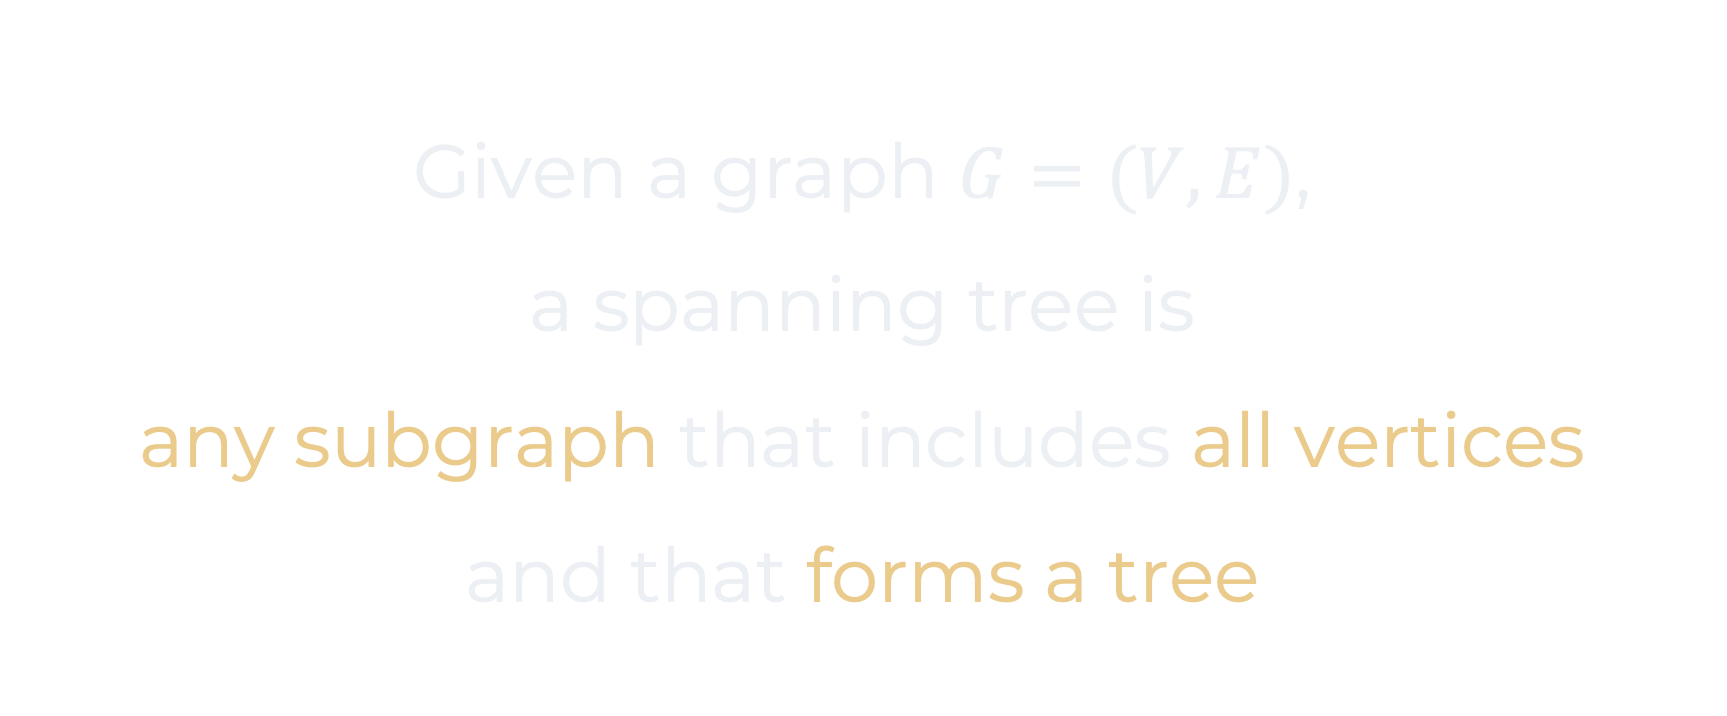 Given a graph G = (V, E),
a spanning tree is
any subgraph that includes all vertices
and that forms a tree